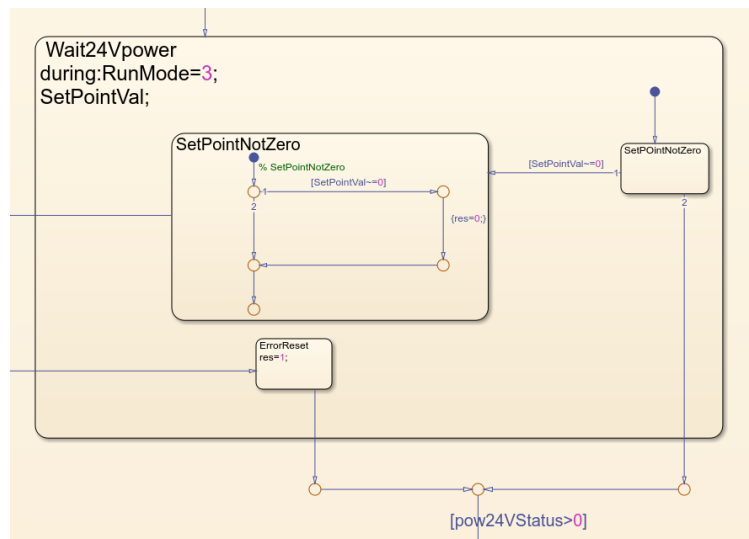 Wait24Vpower
during:RunMode=3;
SetPointVal;
SetPointNotZero
% SetPointNotZero
1
[SetPointVal~=0]
2
{res=0;}
[SetPointVal~=0]
SetPOintNotZero
1
2
ErrorReset
res=1;
[pow24VStatus>0]